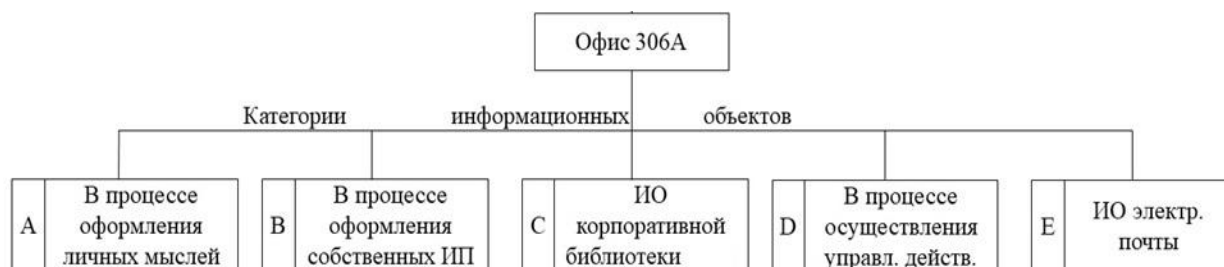 Офис 306А
Категории информационных объектов
A
В процессе
оформления
личных мыслей
B
В процессе
оформления
собственных ИП
C
ИО
корпоративной
библиотеки
D
В процессе
осуществления
управл. действ.
E
ИО электр.
почты